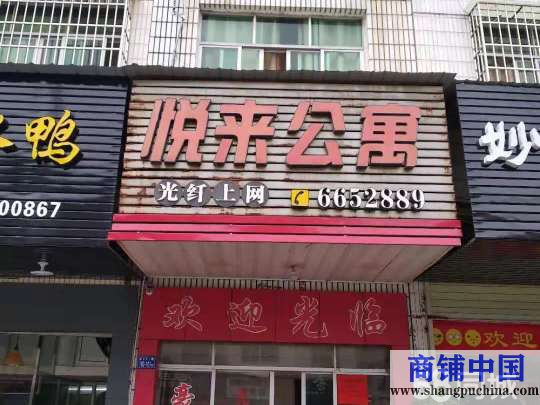 悦来公寓
光纤上网 6652889
欢迎光临
鸭
00867
妙
欢迎
商铺中国
www.shangpuchina.com